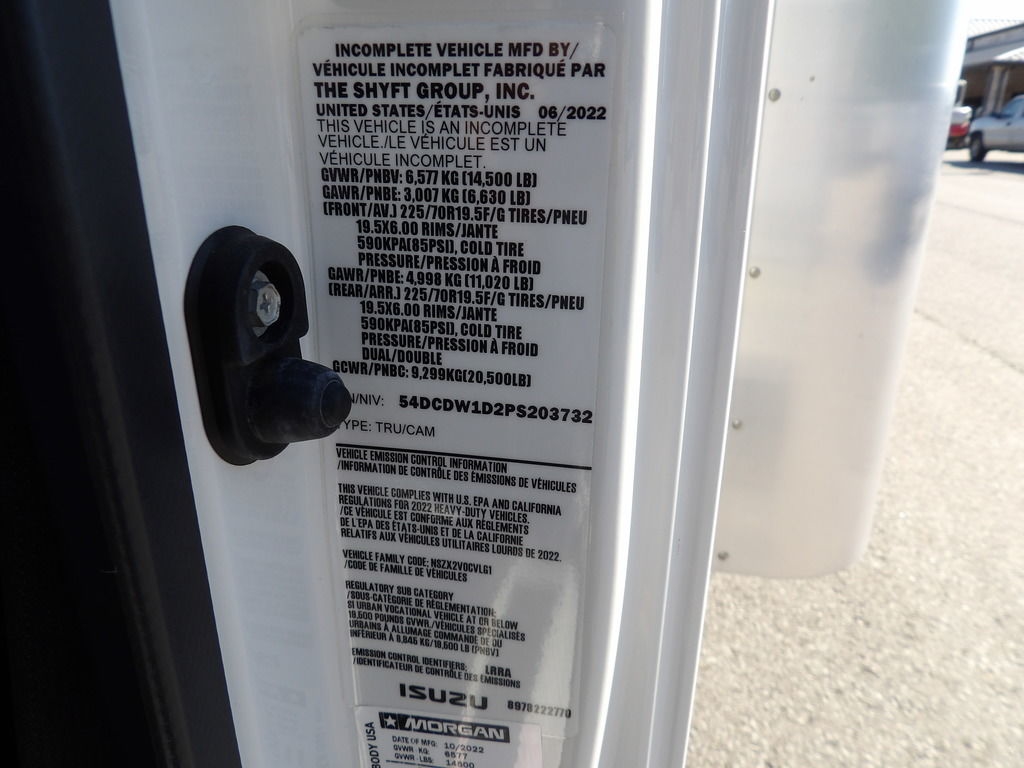 INCOMPLETE VEHICLE MFD BY/
VÉHICULE INCOMPLET FABRIQUÉ PAR
THE SHYFT GROUP, INC.
UNITED STATES/ÉTATS-UNIS 06/2022
THIS VEHICLE IS AN INCOMPLETE
VEHICLE./LE VÉHICULE EST UN
VÉHICULE INCOMPLET.
GVWR/PNBV: 6,577 KG (14,500 LB)
GAWR/PNBE: 3,007 KG (6,630 LB)
(FRONT/AV.) 225/70R19.5F/G TIRES/PNEU
19.5X6.00 RIMS/JANTE
590KPA(85PSI), COLD TIRE
PRESSURE/PRESSION À FROID
GAWR/PNBE: 4,998 KG (11,020 LB)
(REAR/ARR.) 225/70R19.5F/G TIRES/PNEU
19.5X6.00 RIMS/JANTE
590KPA(85PSI), COLD TIRE
PRESSURE/PRESSION À FROID
DUAL/DOUBLE
GCWR/PNBC: 9,299KG(20,500LB)
/NIV: 54DCDW1D2PS203732
TYPE: TRU/CAM
VEHICLE EMISSION CONTROL INFORMATION
/INFORMATION DE CONTRÔLE DES ÉMISSIONS DE VÉHICULES
THIS VEHICLE COMPLIES WITH U.S. EPA AND CALIFORNIA
REGULATIONS FOR 2022 HEAVY-DUTY VEHICLES.
/CE VÉHICULE EST CONFORME AUX RÈGLEMENTS
DE L'EPA DES ÉTATS-UNIS ET DE LA CALIFORNIE
RELATIFS AUX VÉHICULES UTILITAIRES LOURDS DE 2022.
VEHICLE FAMILY CODE: NSZX2VOCVLG1
/CODE DE FAMILLE DE VÉHICULES
REGULATORY SUB CATEGORY
/SOUS-CATÉGORIE DE RÈGLEMENTATION:
SI URBAN VOCATIONAL VEHICLE AT OR BELOW
19,500 POUNDS GVWR./VÉHICULES SPÉCIALISÉS
URBAINS À ALLUMAGE COMMANDÉ DE OU
INFÉRIEUR À 8,845 KG/19,500 LB (PNBV)
EMISSION CONTROL IDENTIFIERS: LRRA
/IDENTIFICATEUR DE CONTRÔLE DES ÉMISSIONS
ISUZU 8978222770
MORGAN
BODY USA
DATE OF MFG: 10/2022
GVWR - KG: 6577
GVWR - LBS: 14500